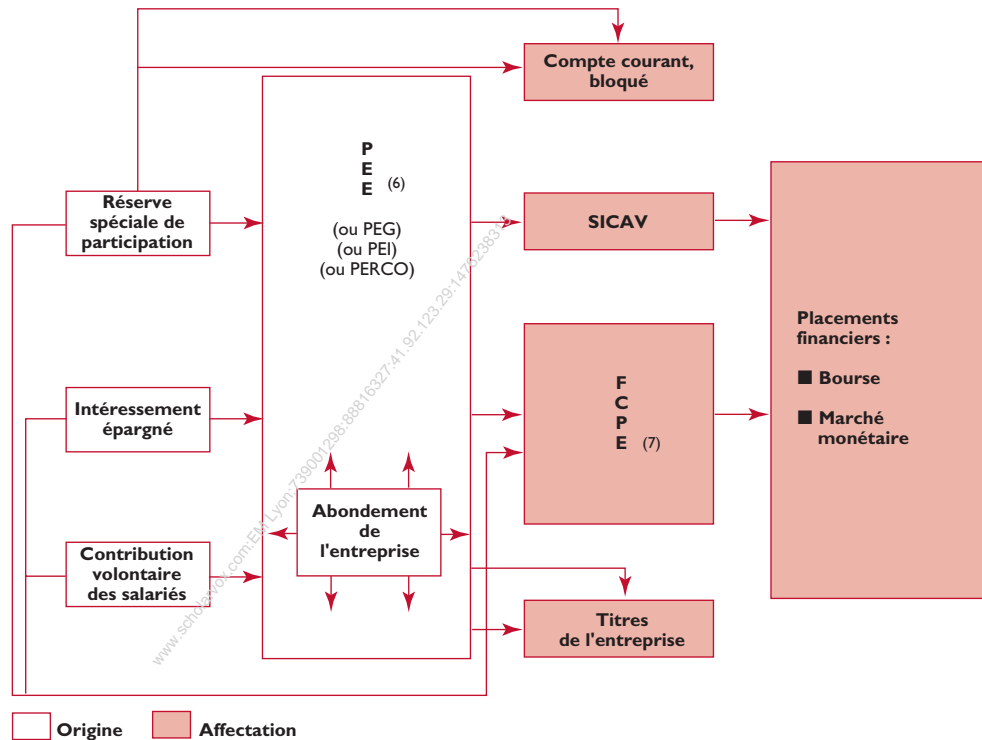 Compte courant,
bloqué
P
E
E (6)
(ou PEG)
(ou PEI)
(ou PERCO)
Réserve
spéciale de
participation
SICAV
Placements
financiers :
■ Bourse
■ Marché
monétaire
Intéressement
épargné
F
C
P
E (7)
Abondement
de
l'entreprise
Contribution
volontaire
des salariés
Titres
de l'entreprise
Origine
Affectation